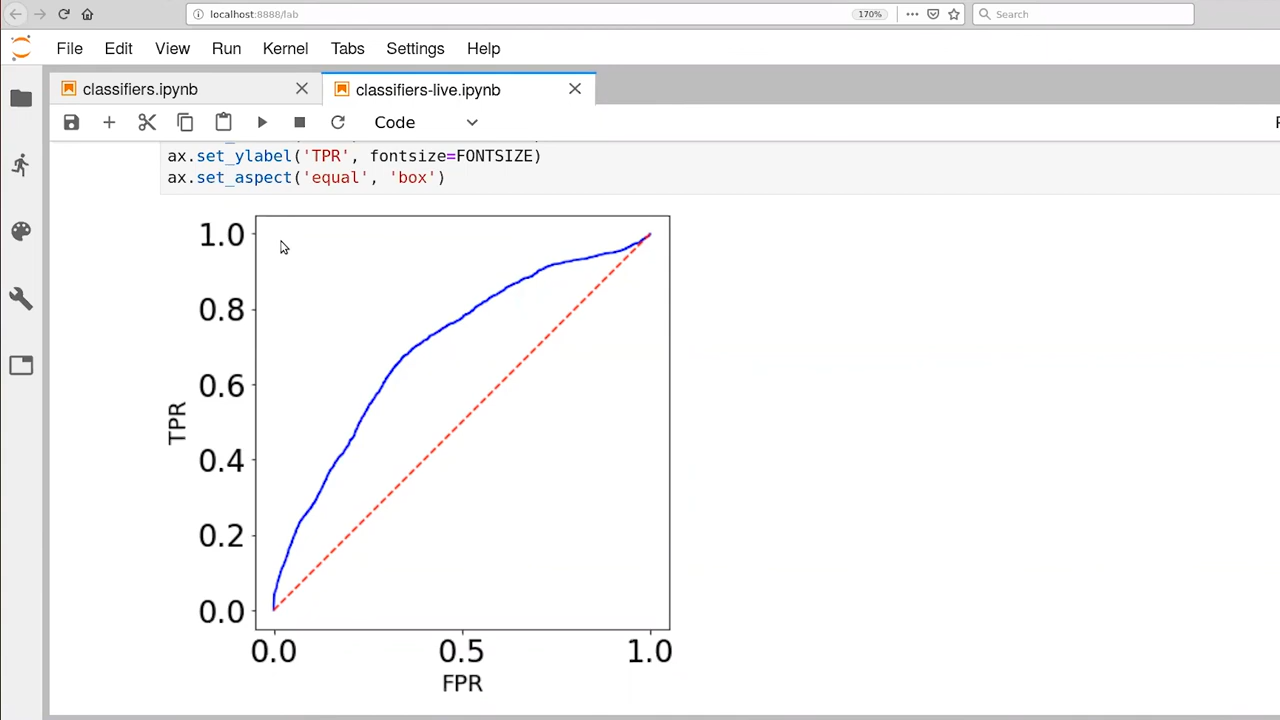 localhost:8888/lab
170%
Search
File Edit View Run Kernel Tabs Settings Help
classifiers.ipynb
classifiers-live.ipynb
Code
ax.set_ylabel('TPR', fontsize=FONTSIZE)
ax.set_aspect('equal', 'box')
1.0
0.8
0.6
TPR
0.4
0.2
0.0
0.0 0.5 1.0
FPR